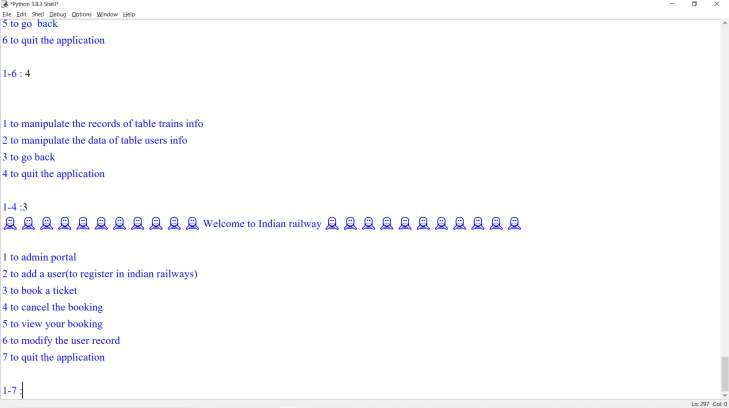 *Python 3.8.3 Shell*
File Edit Shell Debug Options Window Help
5 to go  back
6 to quit the application
1-6 : 4
1 to manipulate the records of table trains info
2 to manipulate the data of table users info
3 to go back
4 to quit the application
1-4 :3
Welcome to Indian railway
1 to admin portal
2 to add a user(to register in indian railways)
3 to book a ticket
4 to cancel the booking
5 to view your booking
6 to modify the user record
7 to quit the application
1-7 :
Ln: 297 Col: 0